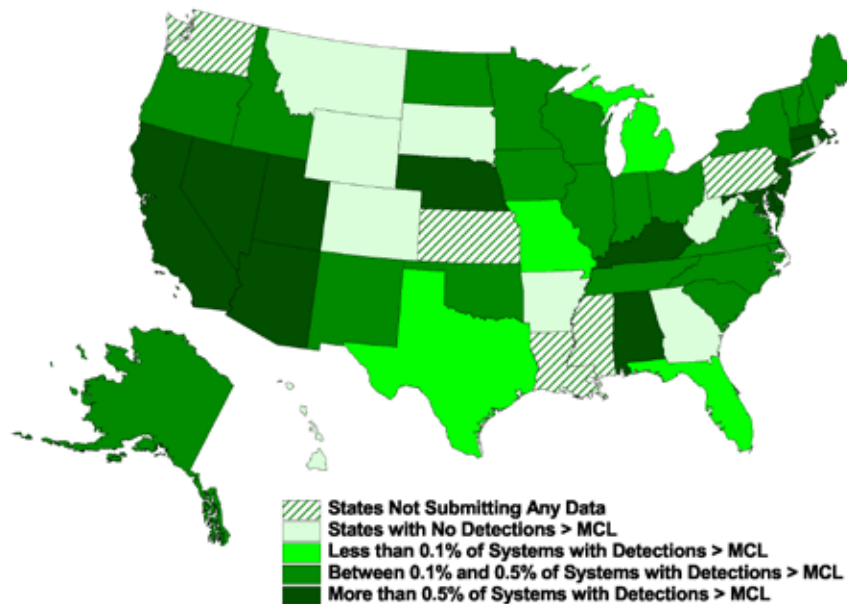 States Not Submitting Any Data
States with No Detections > MCL
Less than 0.1% of Systems with Detections > MCL
Between 0.1% and 0.5% of Systems with Detections > MCL
More than 0.5% of Systems with Detections > MCL